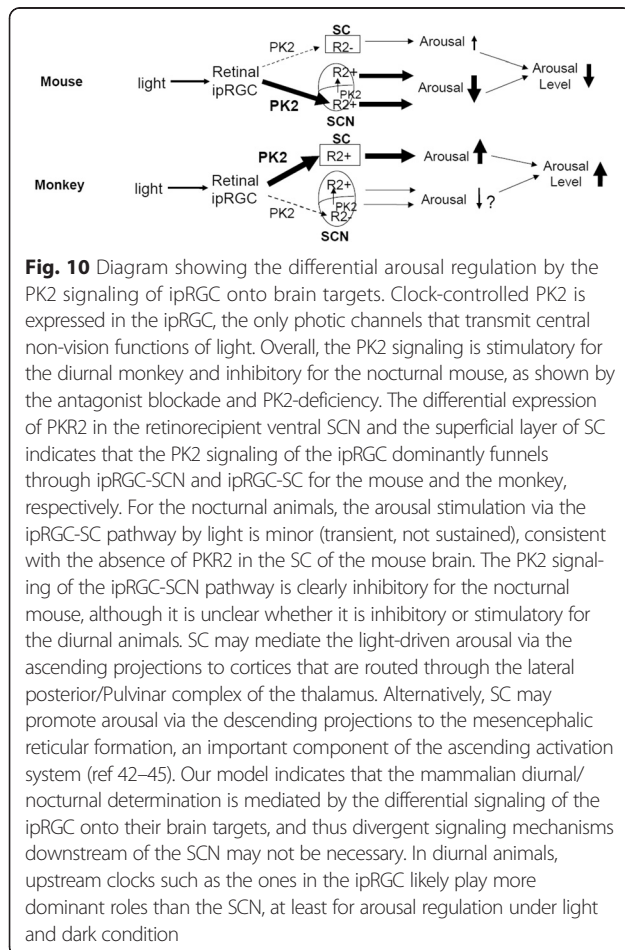 SC
PK2 R2- Arousal
Mouse light Retinal ipRGC R2+ Arousal Arousal Level
PK2
PK2 R2+
SCN
SC
PK2 R2+ Arousal
Monkey light Retinal ipRGC R2+ Arousal Level
PK2 Arousal ?
PK2 R2-
SCN
Fig. 10 Diagram showing the differential arousal regulation by the
PK2 signaling of ipRGC onto brain targets. Clock-controlled PK2 is
expressed in the ipRGC, the only photic channels that transmit central
non-vision functions of light. Overall, the PK2 signaling is stimulatory for
the diurnal monkey and inhibitory for the nocturnal mouse, as shown by
the antagonist blockade and PK2-deficiency. The differential expression
of PKR2 in the retinorecipient ventral SCN and the superficial layer of SC
indicates that the PK2 signaling of the ipRGC dominantly funnels
through ipRGC-SCN and ipRGC-SC for the mouse and the monkey,
respectively. For the nocturnal animals, the arousal stimulation via the
ipRGC-SC pathway by light is minor (transient, not sustained), consistent
with the absence of PKR2 in the SC of the mouse brain. The PK2 signal-
ing of the ipRGC-SCN pathway is clearly inhibitory for the nocturnal
mouse, although it is unclear whether it is inhibitory or stimulatory for
the diurnal animals. SC may mediate the light-driven arousal via the
ascending projections to cortices that are routed through the lateral
posterior/Pulvinar complex of the thalamus. Alternatively, SC may
promote arousal via the descending projections to the mesencephalic
reticular formation, an important component of the ascending activation
system (ref 42–45). Our model indicates that the mammalian diurnal/
nocturnal determination is mediated by the differential signaling of the
ipRGC onto their brain targets, and thus divergent signaling mechanisms
downstream of the SCN may not be necessary. In diurnal animals,
upstream clocks such as the ones in the ipRGC likely play more
dominant roles than the SCN, at least for arousal regulation under light
and dark condition